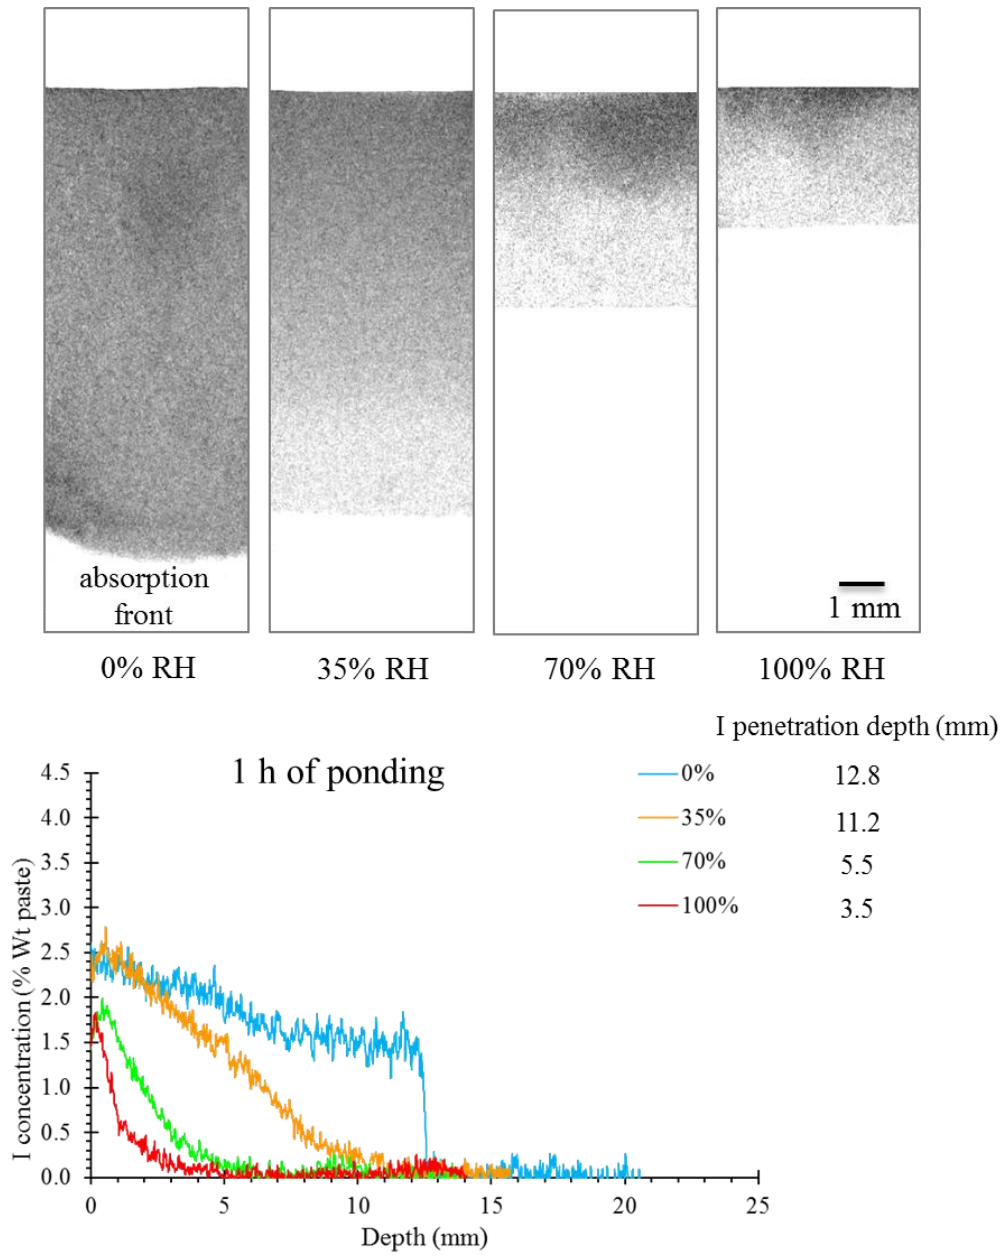 absorption
front
1 mm
0% RH
35% RH
70% RH
100% RH
I penetration depth (mm)
1 h of ponding
0% 12.8
35% 11.2
70% 5.5
100% 3.5
I concentration (% Wt paste)
4.5
4.0
3.5
3.0
2.5
2.0
1.5
1.0
0.5
0.0
0 5 10 15 20 25
Depth (mm)